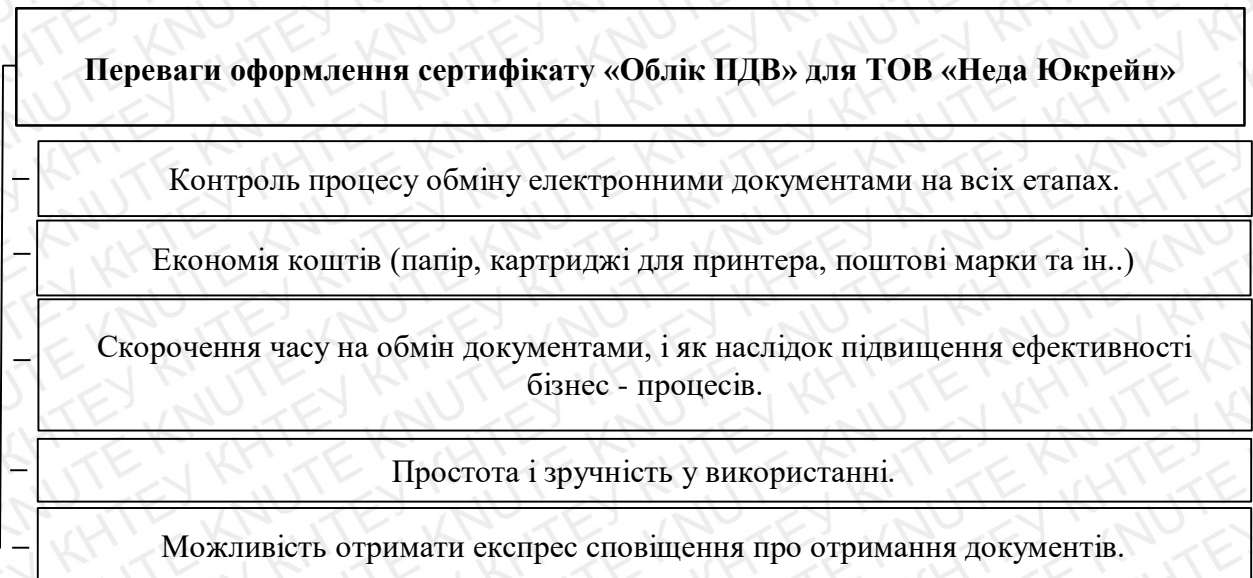 Переваги оформлення сертифікату «Облік ПДВ» для ТОВ «Неда Юкрейн»
Контроль процесу обміну електронними документами на всіх етапах.
Економія коштів (папір, картриджі для принтера, поштові марки та ін..)
Скорочення часу на обмін документами, і як наслідок підвищення ефективності
бізнес - процесів.
Простота і зручність у використанні.
Можливість отримати експрес сповіщення про отримання документів.